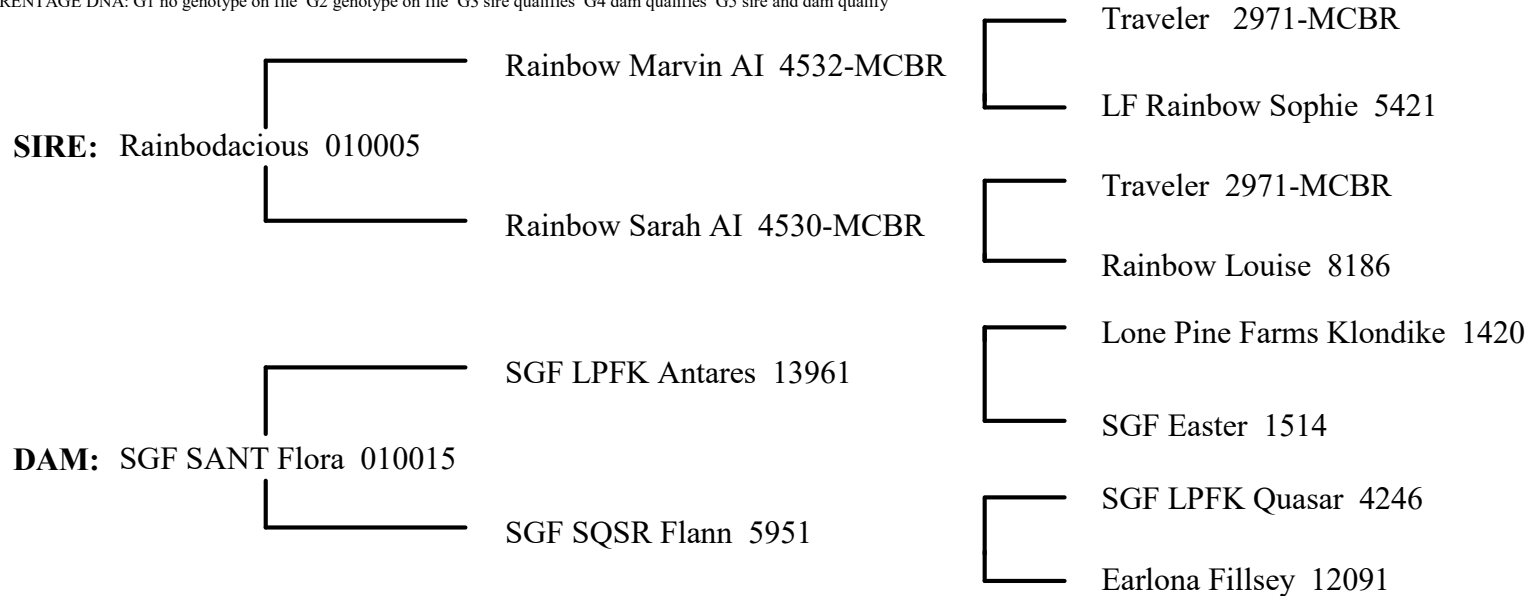 RENTAGE DNA: G1 no genotype on file G2 genotype on file G3 sire qualifies G4 dam qualifies G5 sire and dam qualify
Traveler 2971-MCBR
Rainbow Marvin AI 4532-MCBR
LF Rainbow Sophie 5421
SIRE: Rainbodacious 010005
Traveler 2971-MCBR
Rainbow Sarah AI 4530-MCBR
Rainbow Louise 8186
Lone Pine Farms Klondike 1420
SGF LPFK Antares 13961
SGF Easter 1514
DAM: SGF SANT Flora 010015
SGF LPFK Quasar 4246
SGF SQSR Flann 5951
Earlona Fillsey 12091